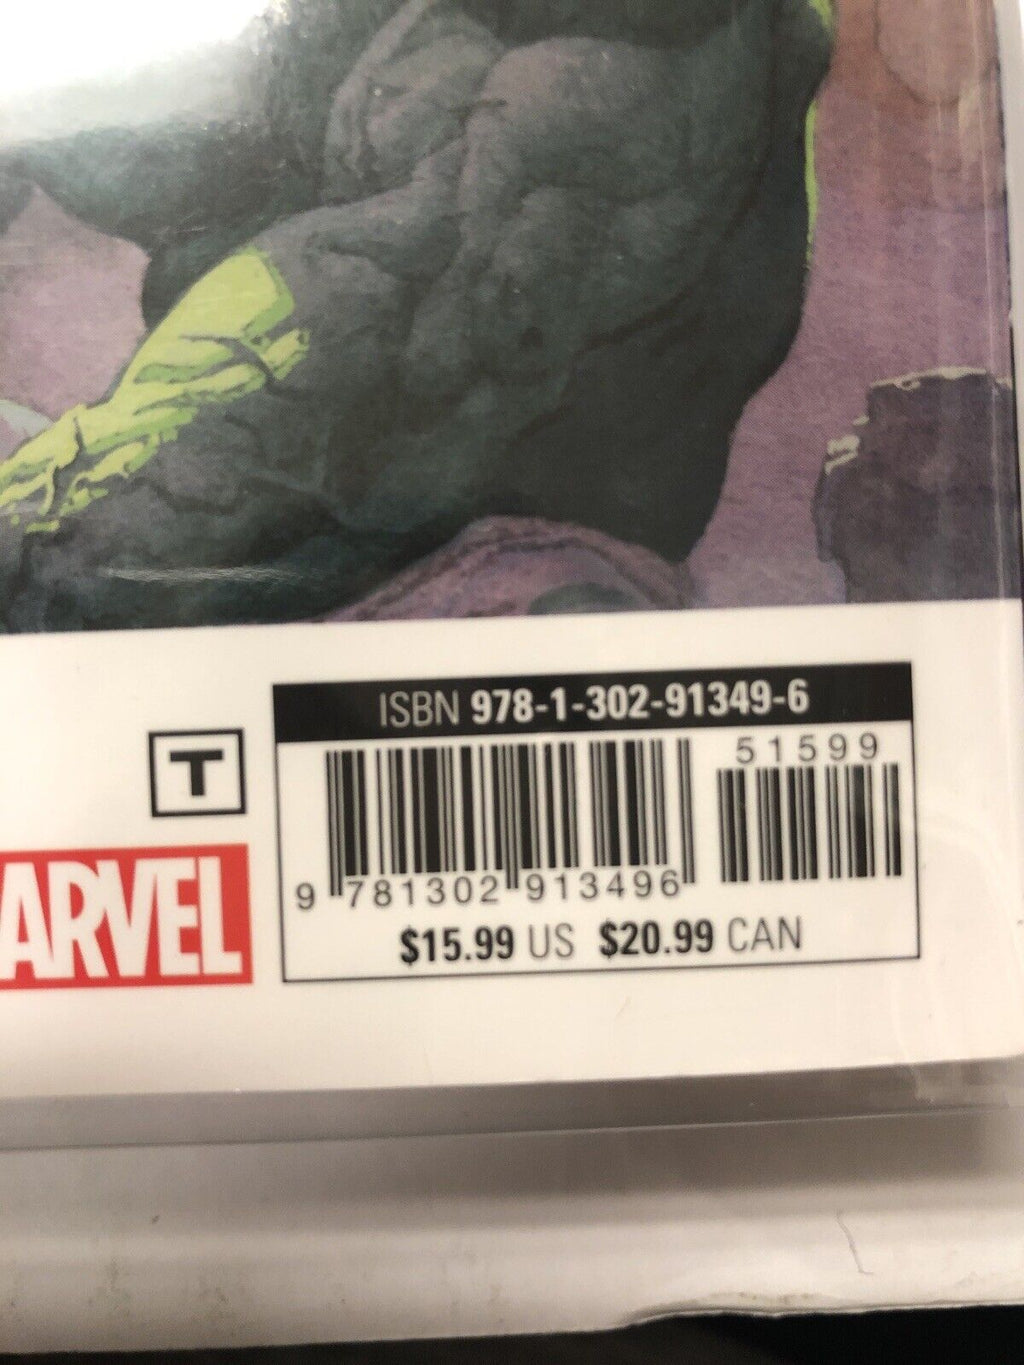 ISBN 978-1-302-91349-6
51599
T
9 781302 913496
ARVEL
$15.99 US $20.99 CAN